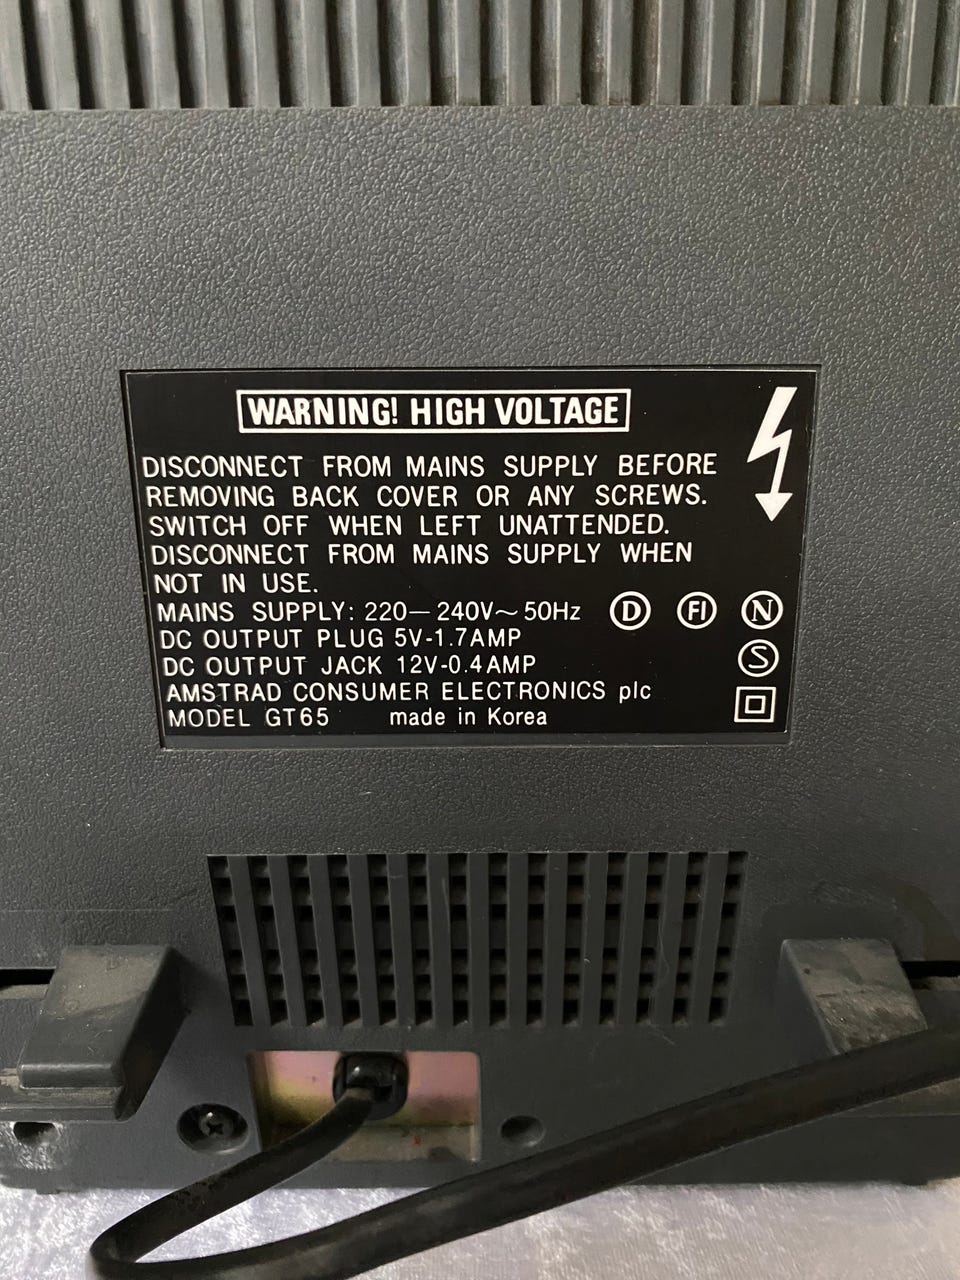 WARNING! HIGH VOLTAGE
DISCONNECT FROM MAINS SUPPLY BEFORE
REMOVING BACK COVER OR ANY SCREWS.
SWITCH OFF WHEN LEFT UNATTENDED.
DISCONNECT FROM MAINS SUPPLY WHEN
NOT IN USE.
MAINS SUPPLY: 220—240V~50Hz D FI N
DC OUTPUT PLUG 5V-1.7AMP
S
DC OUTPUT JACK 12V-0.4AMP
AMSTRAD CONSUMER ELECTRONICS plc
MODEL GT65 made in Korea